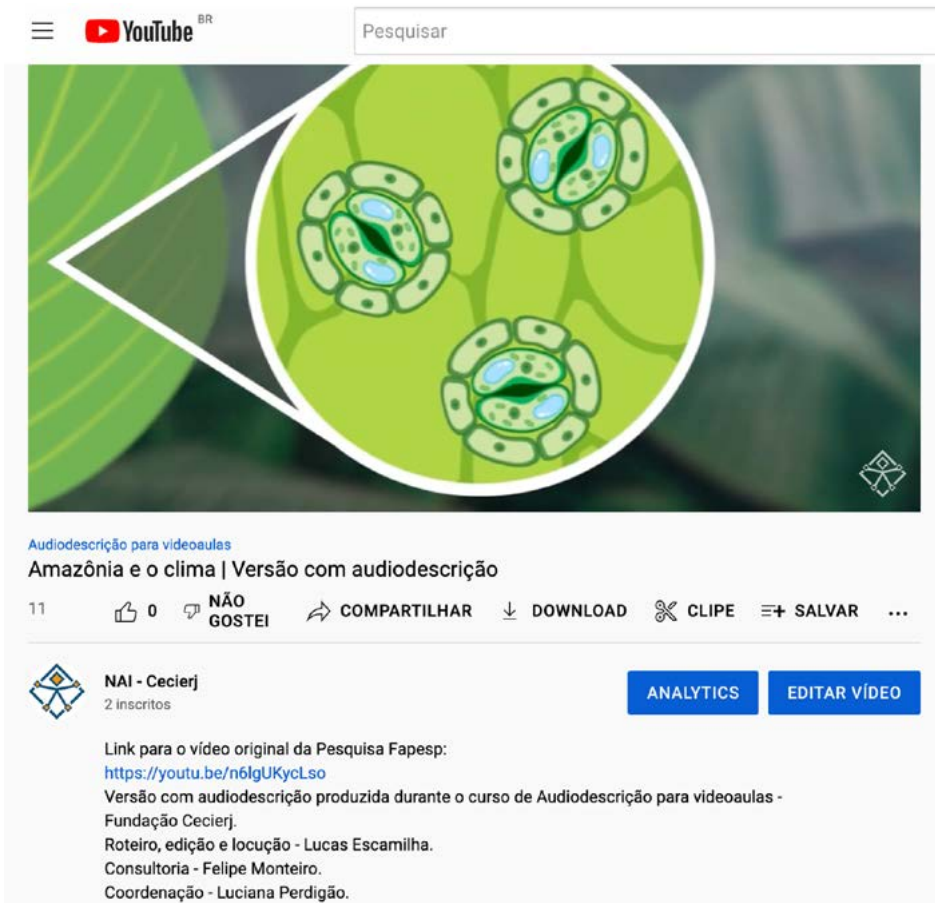 YouTube BR
Pesquisar
Audiodescrição para videoaulas
Amazônia e o clima | Versão com audiodescrição
11
0
NÃO
GOSTEI
COMPARTILHAR
DOWNLOAD
CLIPE
SALVAR
...
NAI - Cecierj
2 inscritos
ANALYTICS
EDITAR VÍDEO
Link para o vídeo original da Pesquisa Fapesp:
https://youtu.be/n6lgUKycLso
Versão com audiodescrição produzida durante o curso de Audiodescrição para videoaulas -
Fundação Cecierj.
Roteiro, edição e locução - Lucas Escamilha.
Consultoria - Felipe Monteiro.
Coordenação - Luciana Perdigão.